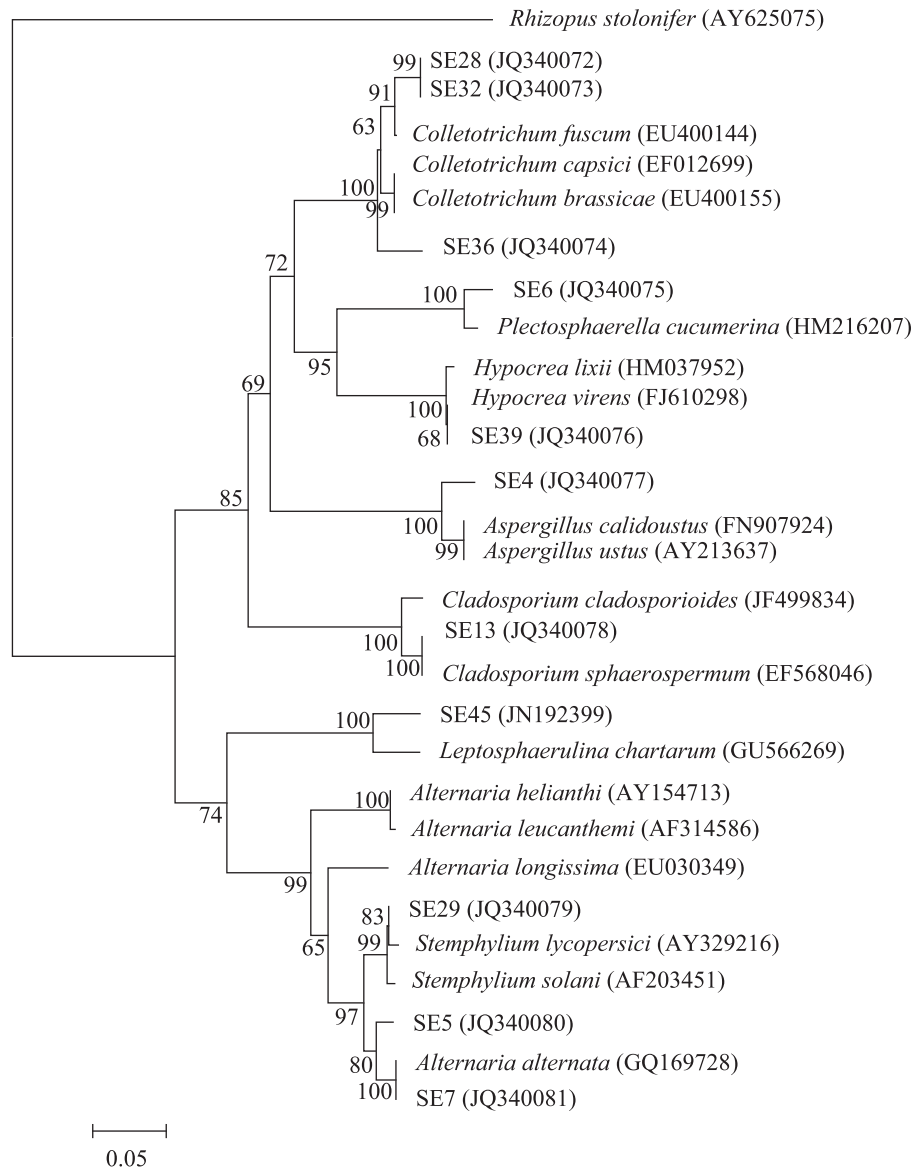 Rhizopus stolonifer (AY625075)
99 SE28 (JQ340072)
SE32 (JQ340073)
91
63
Colletotrichum fuscum (EU400144)
Colletotrichum capsici (EF012699)
100
99 Colletotrichum brassicae (EU400155)
SE36 (JQ340074)
72
100 SE6 (JQ340075)
Plectosphaerella cucumerina (HM216207)
95 Hypocrea lixii (HM037952)
69
Hypocrea virens (FJ610298)
100
68 SE39 (JQ340076)
SE4 (JQ340077)
85
100 Aspergillus calidoustus (FN907924)
99 Aspergillus ustus (AY213637)
Cladosporium cladosporioides (JF499834)
SE13 (JQ340078)
100
100 Cladosporium sphaerospermum (EF568046)
100 SE45 (JN192399)
Leptosphaerulina chartarum (GU566269)
100 Alternaria helianthi (AY154713)
74
Alternaria leucanthemi (AF314586)
Alternaria longissima (EU030349)
99
83 SE29 (JQ340079)
99 Stemphylium lycopersici (AY329216)
65
Stemphylium solani (AF203451)
97 SE5 (JQ340080)
80 Alternaria alternata (GQ169728)
100 SE7 (JQ340081)
0.05